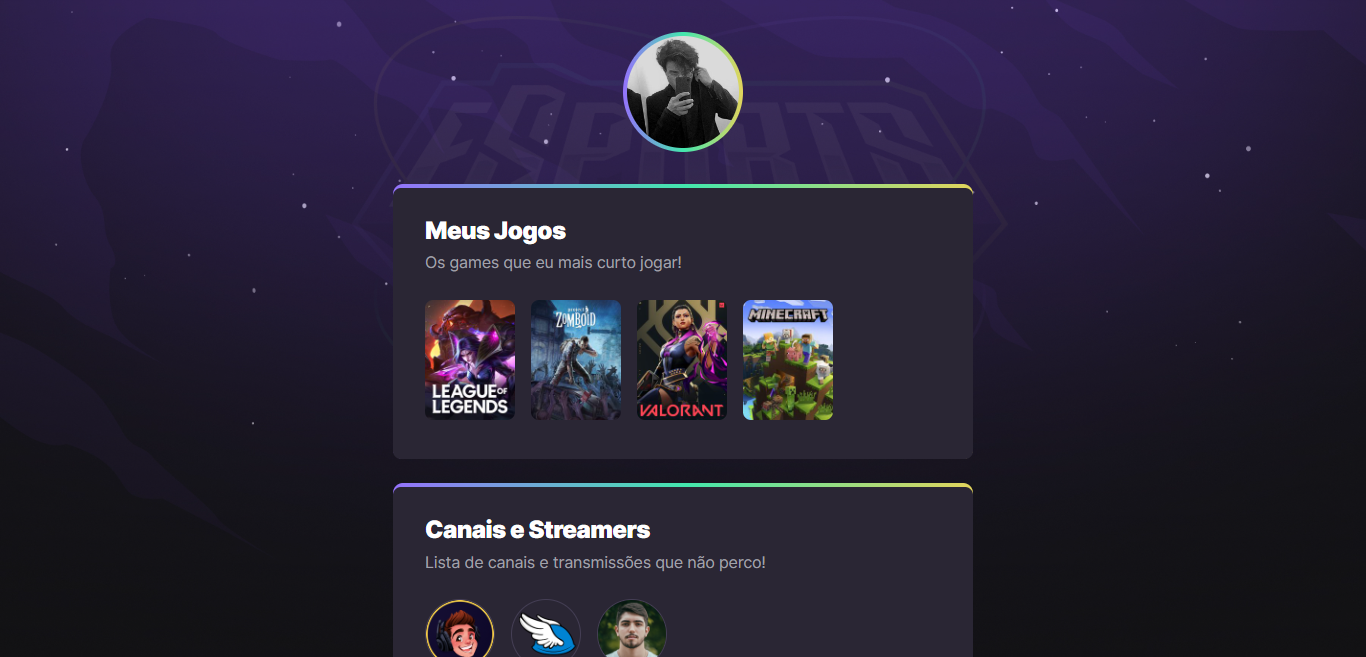 ESPORTS
Meus Jogos
Os games que eu mais curto jogar!
LEAGUE OF
LEGENDS
ZOMBOID
VALORANT
MINECRAFT
Canais e Streamers
Lista de canais e transmissões que não perco!